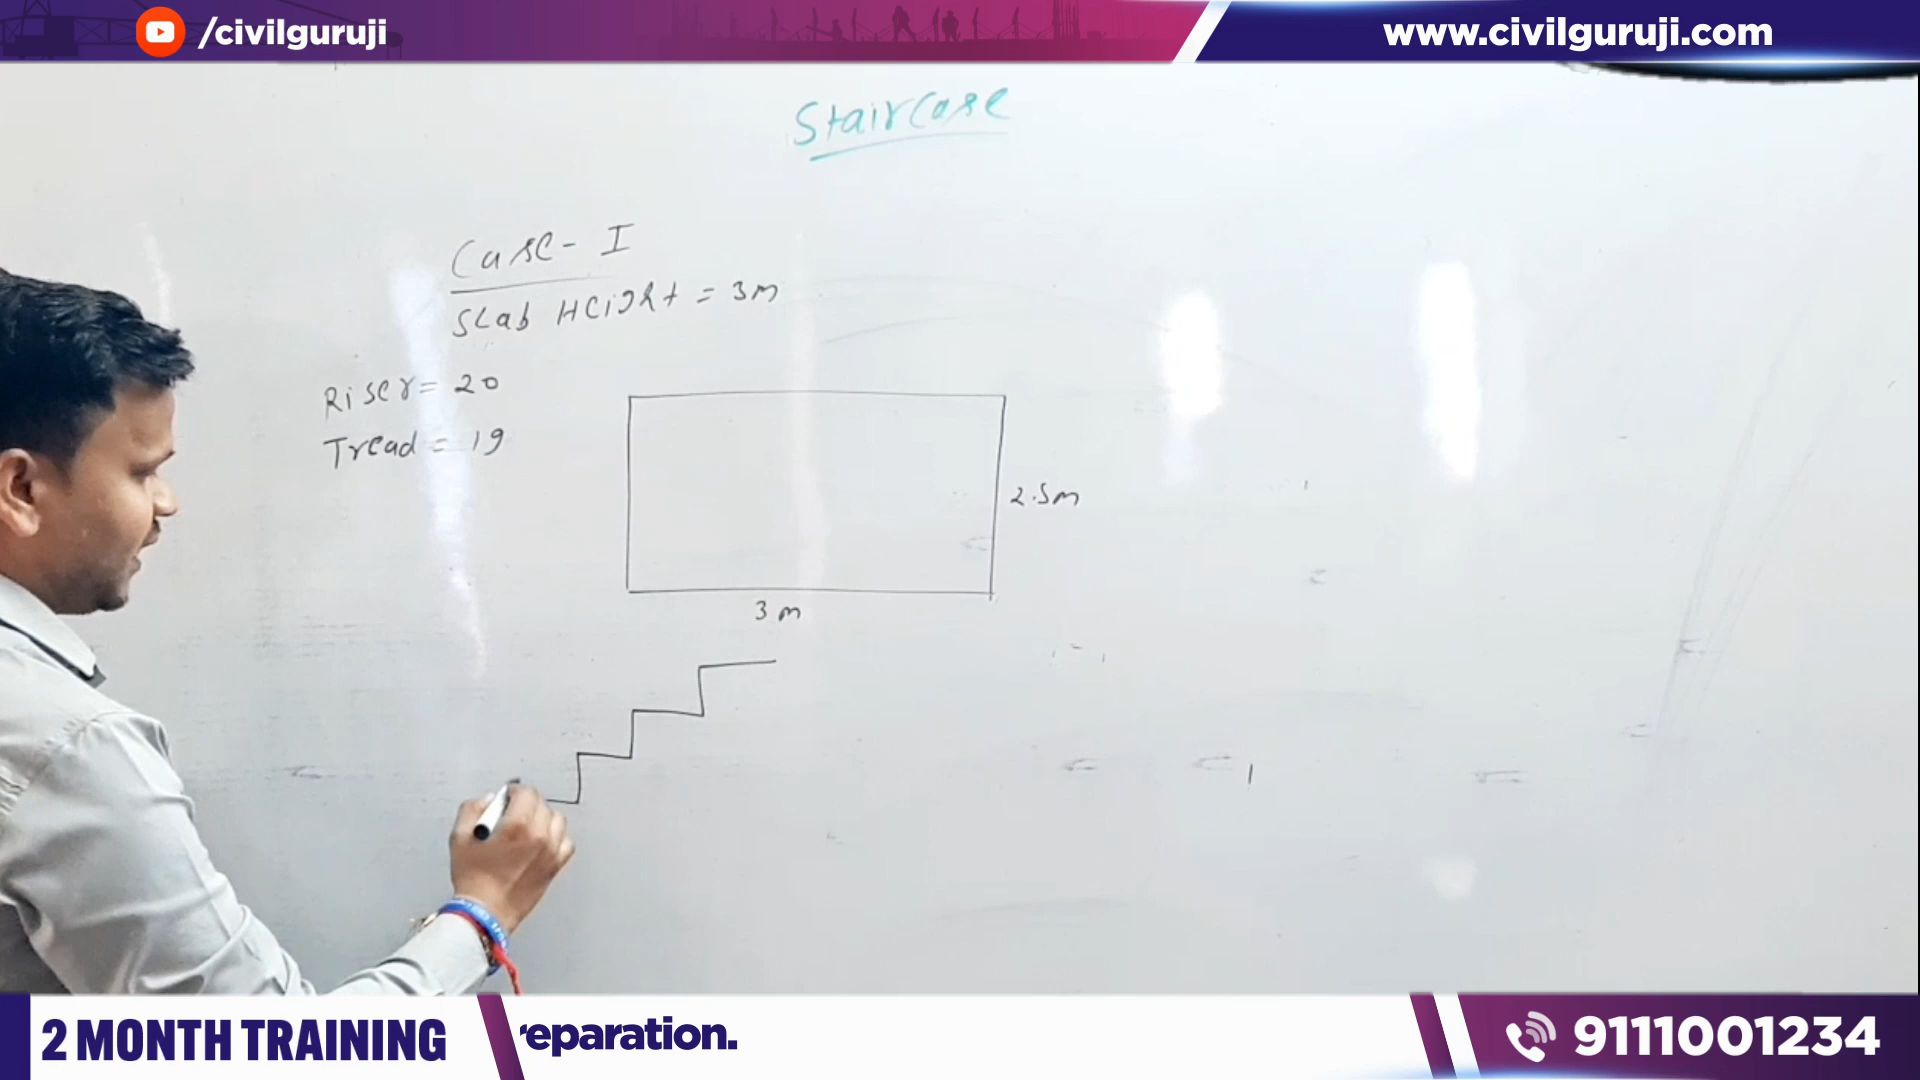 /civilguruji
www.civilguruji.com
Staircase
Case - I
Slab Height = 3m
Riser = 20
Tread = 19
2.5m
3 m
2 MONTH TRAINING
reparation.
9111001234